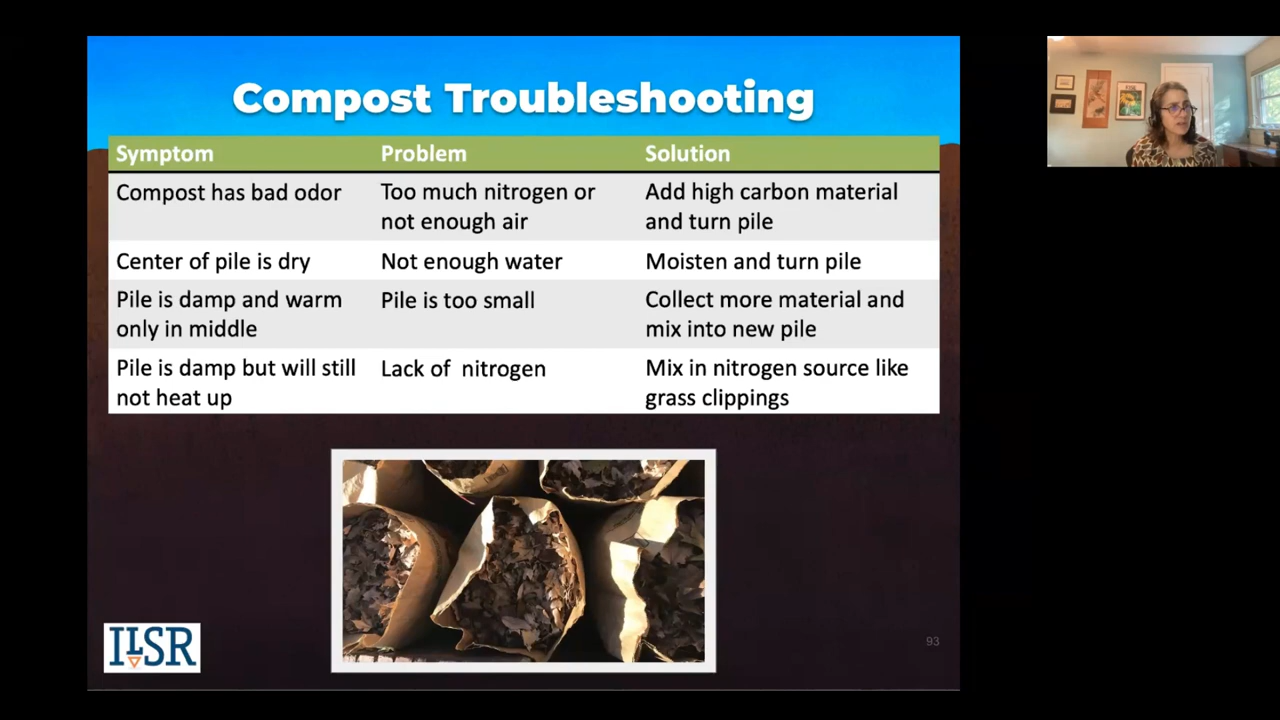 Compost Troubleshooting
Symptom Problem Solution
Compost has bad odor Too much nitrogen or Add high carbon material
not enough air and turn pile
Center of pile is dry Not enough water Moisten and turn pile
Pile is damp and warm Pile is too small Collect more material and
only in middle mix into new pile
Pile is damp but will still Lack of nitrogen Mix in nitrogen source like
not heat up grass clippings
ILSR
93